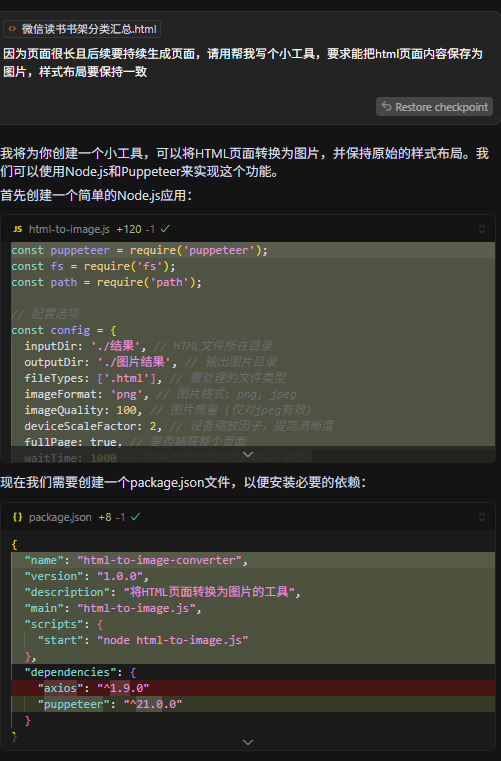 微信读书书架分类汇总.html
因为页面很长且后续要持续生成页面，请用帮我写个小工具，要求能把html页面内容保存为
图片，样式布局要保持一致
Restore checkpoint
我将为你创建一个小工具，可以将HTML页面转换为图片，并保持原始的样式布局。我
们可以使用Node.js和Puppeteer来实现这个功能。
首先创建一个简单的Node.js应用：
JS html-to-image.js +120 -1
const puppeteer = require('puppeteer');
const fs = require('fs');
const path = require('path');
// 配置选项
const config = {
inputDir: './结果', // HTML文件所在目录
outputDir: './图片结果', // 输出图片目录
fileTypes: ['.html'], // 要处理的文件类型
imageFormat: 'png', // 图片格式: png, jpeg
imageQuality: 100, // 图片质量 (仅对jpeg有效)
deviceScaleFactor: 2, // 设备缩放因子，提高清晰度
fullPage: true, // 是否捕获整个页面
waitTime: 1000
现在我们需要创建一个package.json文件，以便安装必要的依赖：
{} package.json +8 -1
{
"name": "html-to-image-converter",
"version": "1.0.0",
"description": "将HTML页面转换为图片的工具",
"main": "html-to-image.js",
"scripts": {
"start": "node html-to-image.js"
},
"dependencies": {
"axios": "^1.9.0"
"puppeteer": "^21.0.0"
}
}